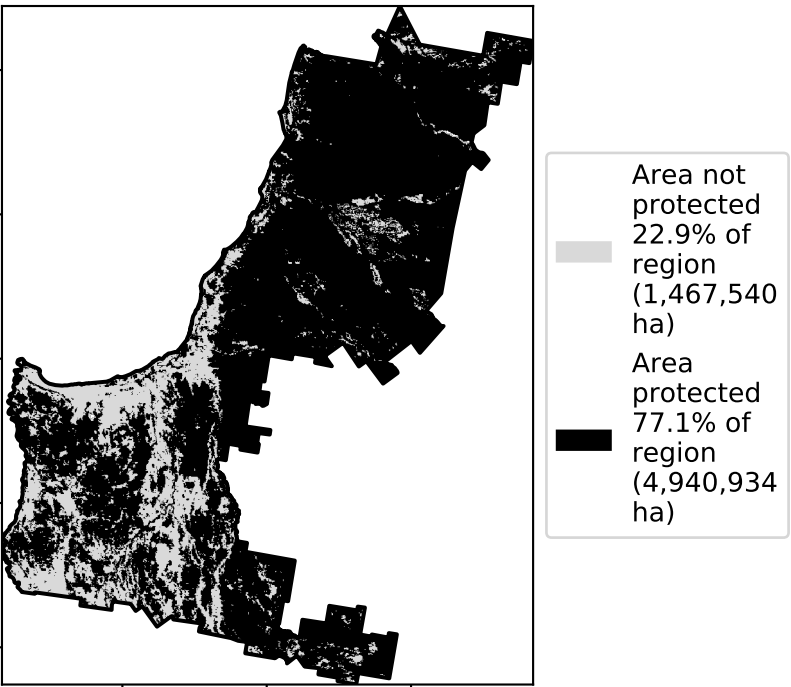 Area not
protected
22.9% of
region
(1,467,540
ha)
Area
protected
77.1% of
region
(4,940,934
ha)